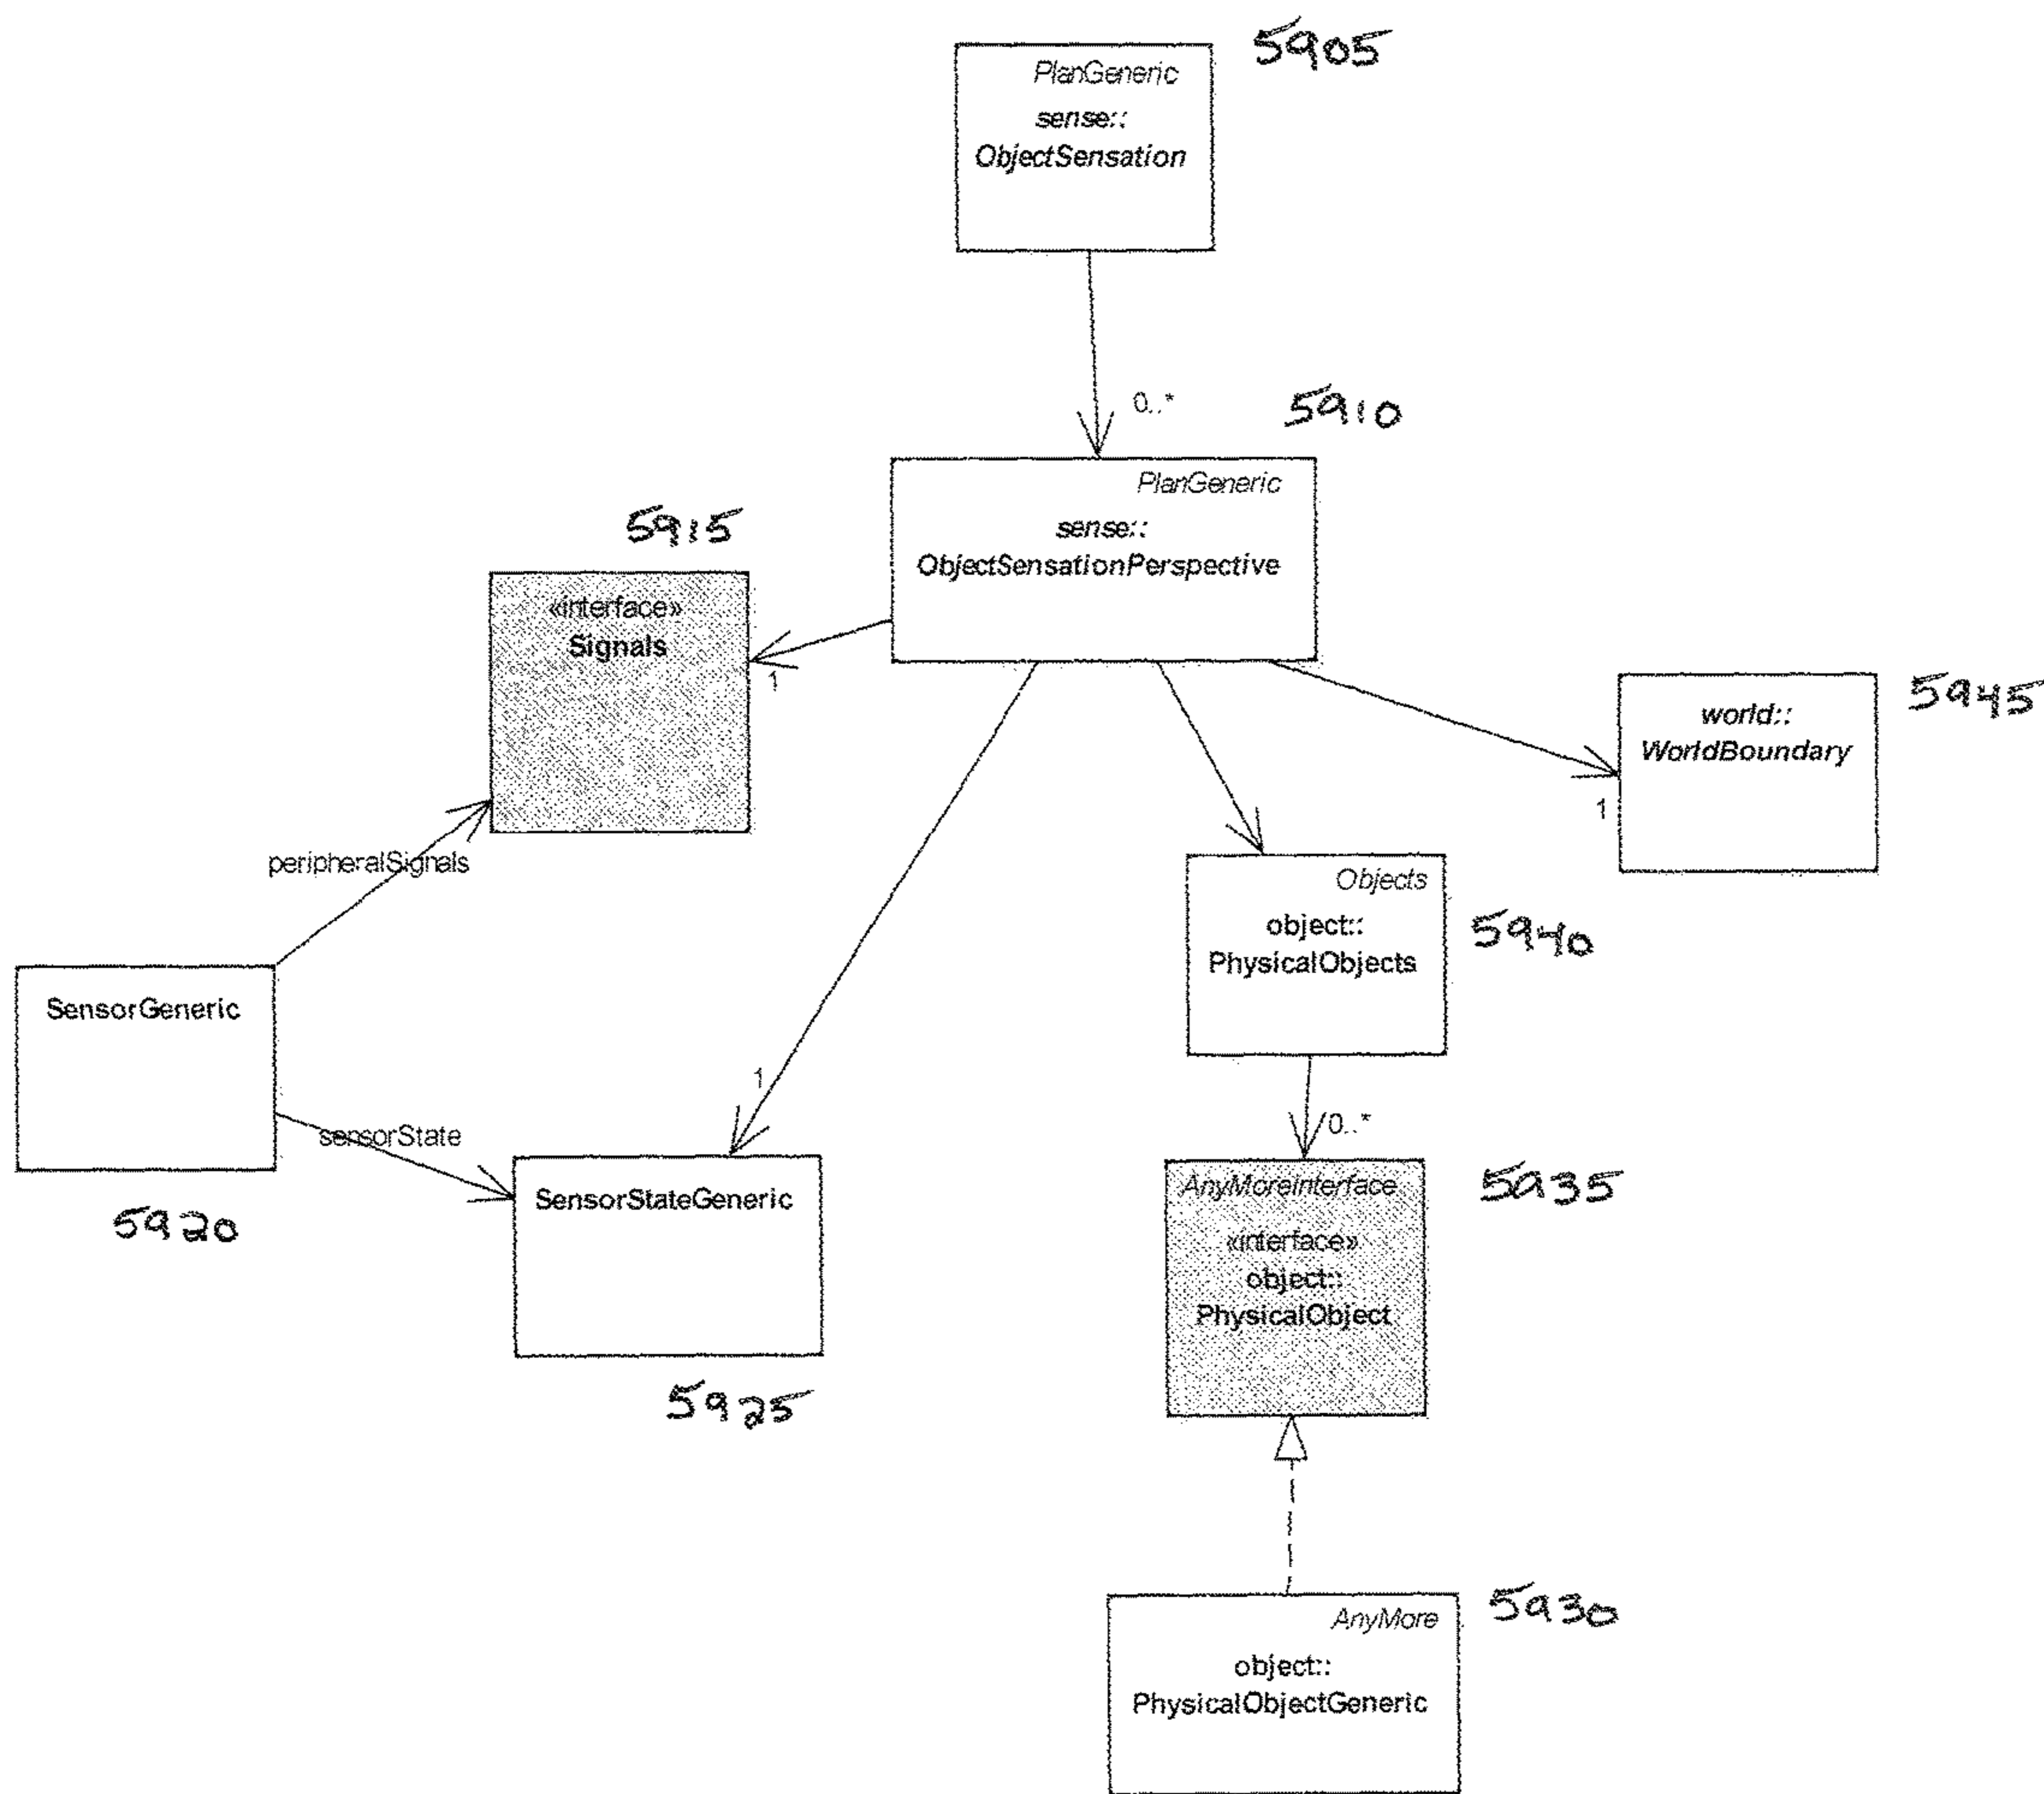 5905
PlanGeneric
sense::
ObjectSensation
0..*
5910
PlanGeneric
sense::
ObjectSensationPerspective
5915
«interface»
Signals
1
5945
world::
WorldBoundary
1
peripheralSignals
Objects
object::
PhysicalObjects
5940
SensorGeneric
5920
sensorState
1
SensorStateGeneric
5925
0..*
5935
AnyMoreInterface
«interface»
object::
PhysicalObject
5930
AnyMore
object::
PhysicalObjectGeneric